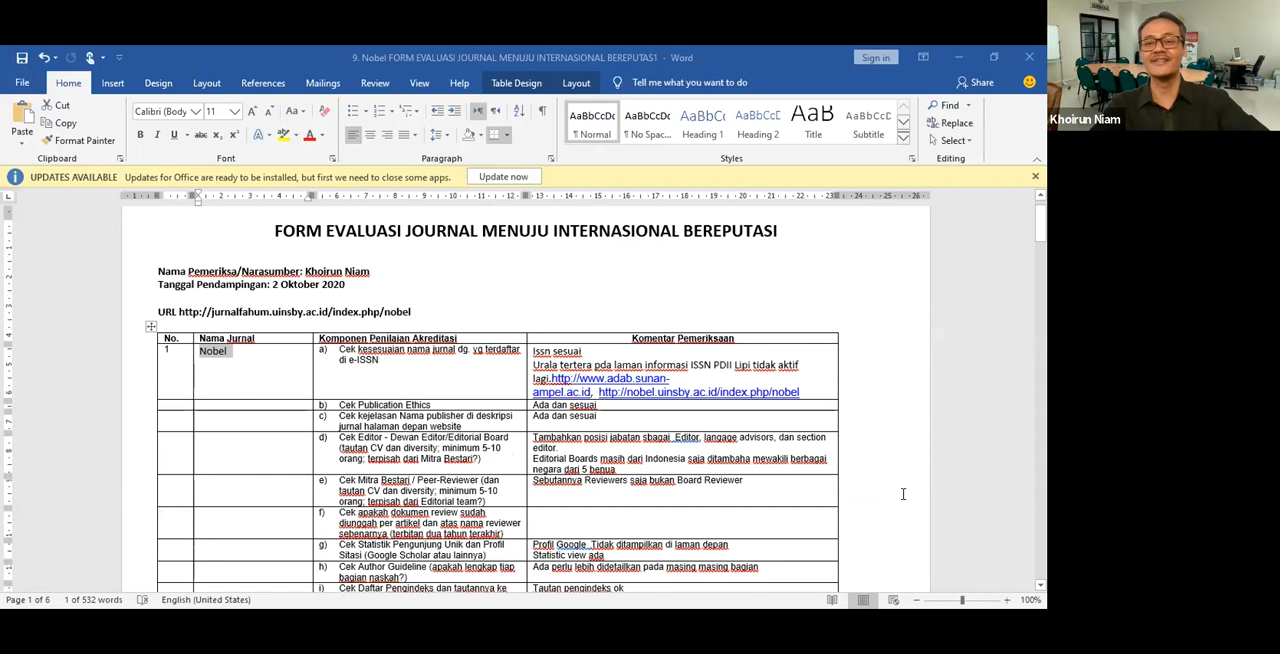 9. Nobel FORM EVALUASI JOURNAL MENUJU INTERNASIONAL BEREPUTASI1 - Word
Sign in
File Home Insert Design Layout References Mailings Review View Help Table Design Layout Tell me what you want to do Share
Paste
Cut
Copy
Format Painter
Clipboard
Calibri (Body 11
Font
Paragraph
AaBbCcDc AaBbCcDc AaBbCc AaBbCcD AaB AaBbCcD
¶ Normal ¶ No Spac... Heading 1 Heading 2 Title Subtitle
Styles
Find
Replace
Select
Editing
Khoirun Niam
UPDATES AVAILABLE Updates for Office are ready to be installed, but first we need to close some apps. Update now
FORM EVALUASI JOURNAL MENUJU INTERNASIONAL BEREPUTASI
Nama Pemeriksa/Narasumber: Khoirun Niam
Tanggal Pendampingan: 2 Oktober 2020
URL http://jurnalfahum.uinsby.ac.id/index.php/nobel
No. Nama Jurnal Komponen Penilaian Akreditasi Komentar Pemeriksaan
1 Nobel
a) Cek kesesuaian nama jurnal dg. yg terdaftar
di e-ISSN
Issn sesuai
Urala tertera pda laman informasi ISSN PDII Lipi tidak aktif
lagi.http://www.adab.sunan-
ampel.ac.id, http://nobel.uinsby.ac.id/index.php/nobel
b) Cek Publication Ethics
Ada dan sesuai
c) Cek kejelasan Nama publisher di deskripsi
jurnal halaman depan website
Ada dan sesuai
d) Cek Editor - Dewan Editor/Editorial Board
(tautan CV dan diversity; minimum 5-10
orang; terpisah dari Mitra Bestari?)
Tambahkan posisi jabatan sbagai Editor, langage advisors, dan section
editor.
Editorial Boards masih dari Indonesia saja ditambaha mewakili berbagai
negara dari 5 benua
e) Cek Mitra Bestari / Peer-Reviewer (dan
tautan CV dan diversity; minimum 5-10
orang; terpisah dari Editorial team?)
Sebutannya Reviewers saja bukan Board Reviewer
f) Cek apakah dokumen review sudah
diunggah per artikel dan atas nama reviewer
sebenarnya (terbitan dua tahun terakhir)
g) Cek Statistik Pengunjung Unik dan Profil
Sitasi (Google Scholar atau lainnya)
Profil Google Tidak ditampilkan di laman depan
Statistic view ada
h) Cek Author Guideline (apakah lengkap tiap
bagian naskah?)
Ada perlu lebih didetailkan pada masing masing bagian
i) Cek Daftar Pengindeks dan tautannya ke
Tautan pengindeks ok
Page 1 of 6 1 of 532 words English (United States) 100%